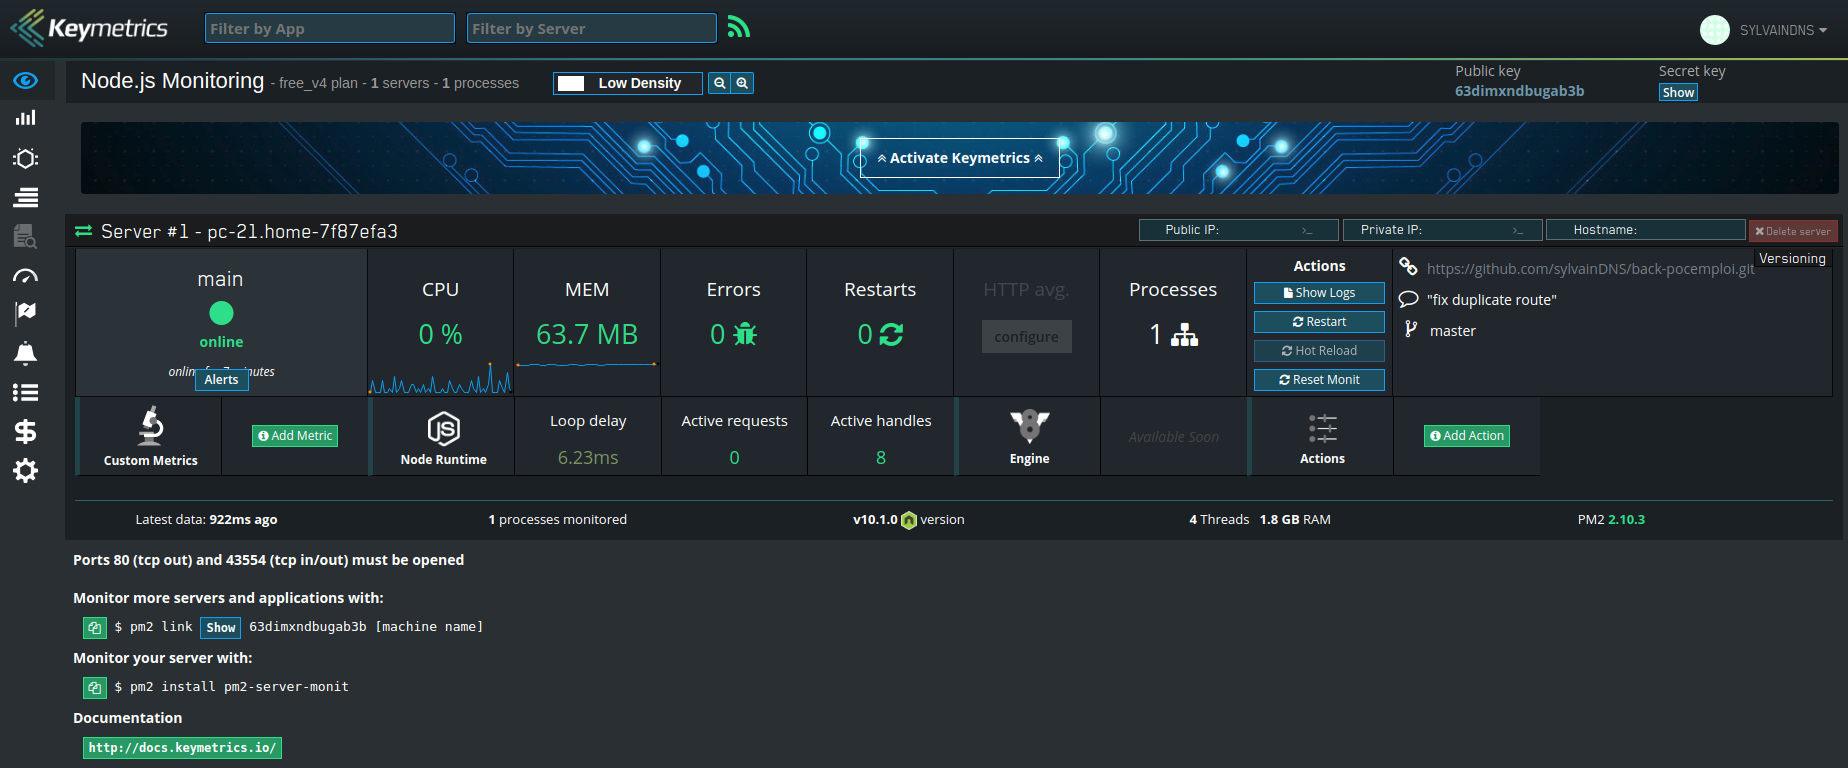 Keymetrics
Filter by App
Filter by Server
SYLVAINDNS
Node.js Monitoring - free_v4 plan - 1 servers - 1 processes
Low Density
Public key
63dimxndbugab3b
Secret key
Show
Activate Keymetrics
Server #1 - pc-21.home-7f87efa3
Public IP: >_
Private IP: >_
Hostname:
Delete server
main
online
Alerts
CPU
0 %
MEM
63.7 MB
Errors
0
Restarts
0
HTTP avg.
configure
Processes
1
Actions
Show Logs
Restart
Hot Reload
Reset Monit
Versioning
https://github.com/sylvainDNS/back-pocemploi.git
"fix duplicate route"
master
Custom Metrics
Add Metric
JS
Node Runtime
Loop delay
6.23ms
Active requests
0
Active handles
8
Engine
Available Soon
Actions
Add Action
Latest data: 922ms ago
1 processes monitored
v10.1.0 version
4 Threads 1.8 GB RAM
PM2 2.10.3
Ports 80 (tcp out) and 43554 (tcp in/out) must be opened
Monitor more servers and applications with:
$ pm2 link Show 63dimxndbugab3b [machine name]
Monitor your server with:
$ pm2 install pm2-server-monit
Documentation
http://docs.keymetrics.io/